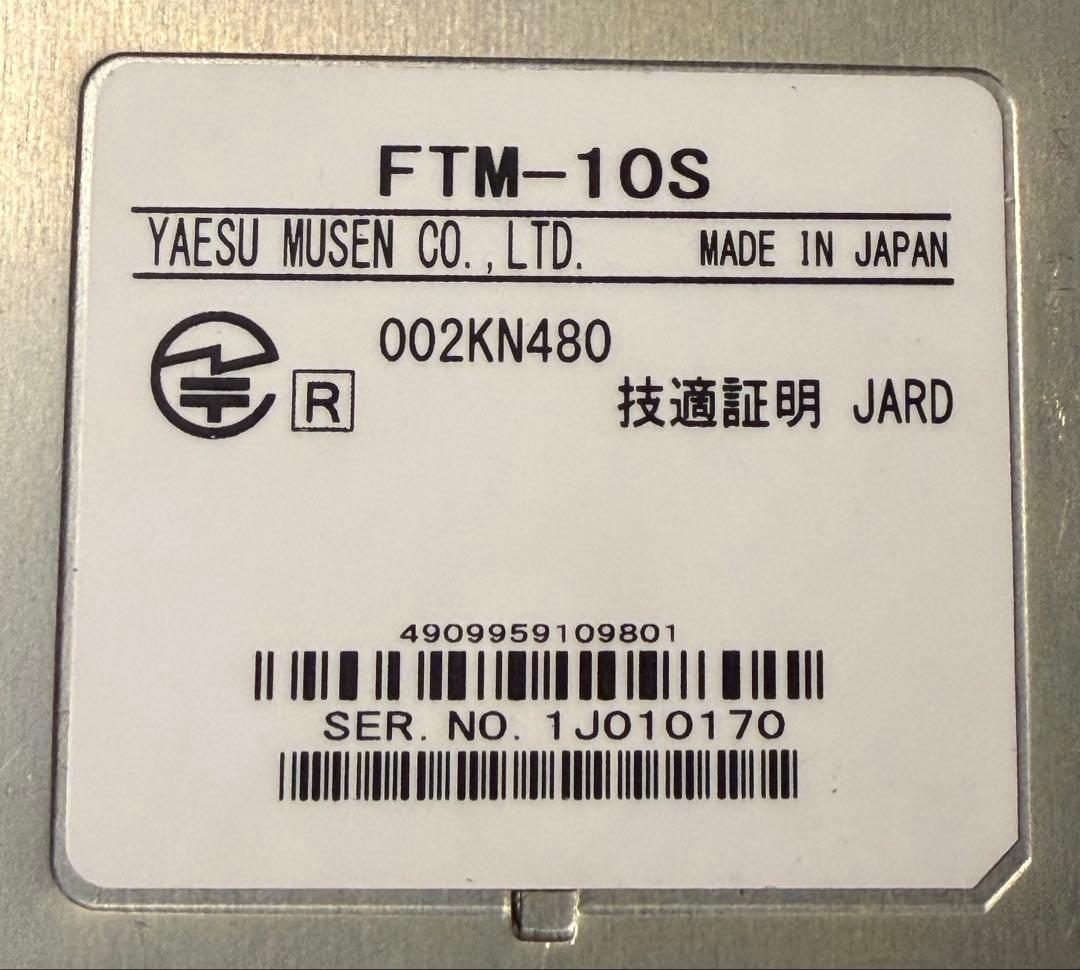 FTM-10S
YAESU MUSEN CO.,LTD. MADE IN JAPAN
R 002KN480
技適証明 JARD
4909959109801
SER. NO. 1J010170